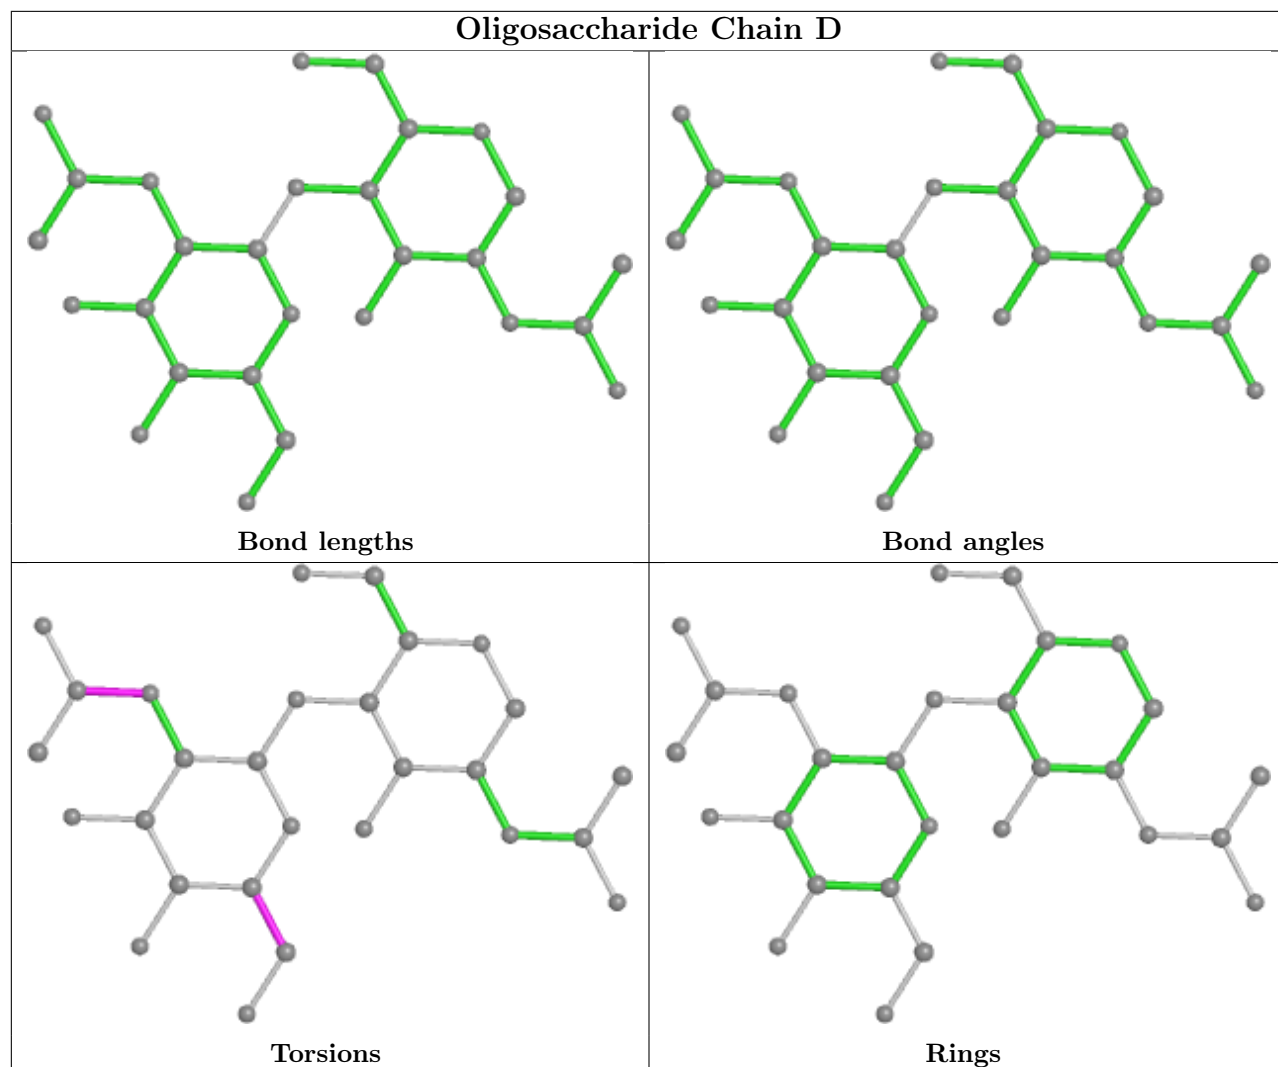 Oligosaccharide Chain D
Bond lengths
Bond angles
Torsions
Rings